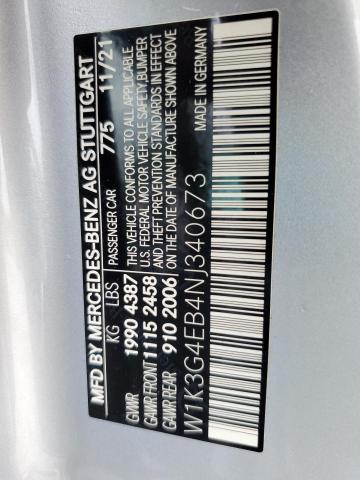 MFD BY MERCEDES-BENZ AG STUTTGART
KG LBS PASSENGER CAR 775 11/21
GVWR 1990 4387 THIS VEHICLE CONFORMS TO ALL APPLICABLE
U.S. FEDERAL MOTOR VEHICLE SAFETY BUMPER
GAWR FRONT 1115 2458 AND THEFT PREVENTION STANDARDS IN EFFECT
GAWR REAR 910 2006 ON THE DATE OF MANUFACTURE SHOWN ABOVE
W1K3G4EB4NJ340673 MADE IN GERMANY